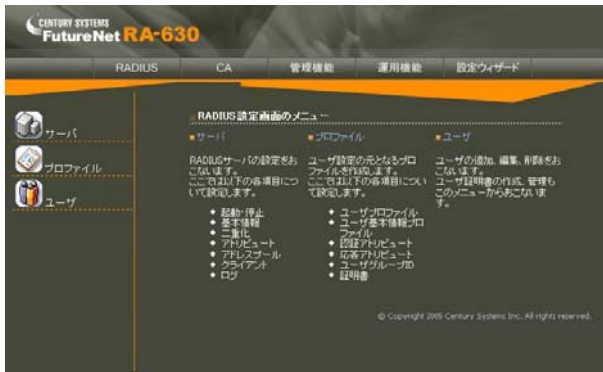 CENTURY SYSTEMS
FutureNet RA-630
RADIUS CA 管理機能 運用機能 設定ウィザード
サーバ
プロファイル
ユーザ
RADIUS設定画面のメニュー
サーバ
RADIUSサーバの設定をお
こないます。
ここでは以下の各項目につ
いて設定します。
起動・停止
基本情報
二重化
アトリビュート
アドレスプール
クライアント
ログ
プロファイル
ユーザ設定の元となるプロ
ファイルを作成します。
ここでは以下の各項目につい
て設定します。
ユーザプロファイル
ユーザ基本情報プロ
ファイル
認証アトリビュート
応答アトリビュート
ユーザグループID
証明書
ユーザ
ユーザの追加、編集、削除をお
こないます。
ユーザ証明書の作成、管理も
このメニューからおこないま
す。
© Copyright 2005 Century Systems Inc. All rights reserved.